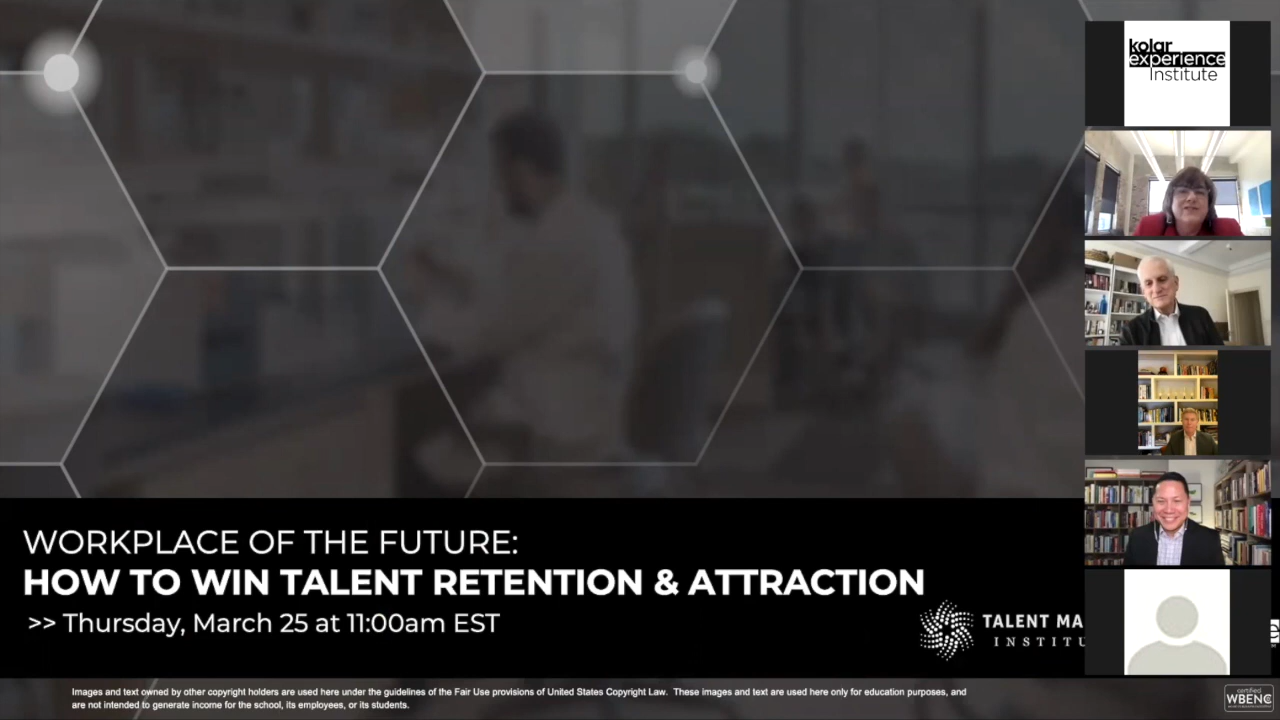 kolar
experience
Institute
WORKPLACE OF THE FUTURE:
HOW TO WIN TALENT RETENTION & ATTRACTION
>> Thursday, March 25 at 11:00am EST
TALENT MA
INSTITU
Images and text owned by other copyright holders are used here under the guidelines of the Fair Use provisions of United States Copyright Law. These images and text are used here only for education purposes, and
are not intended to generate income for the school, its employees, or its students.
certified
WBENC